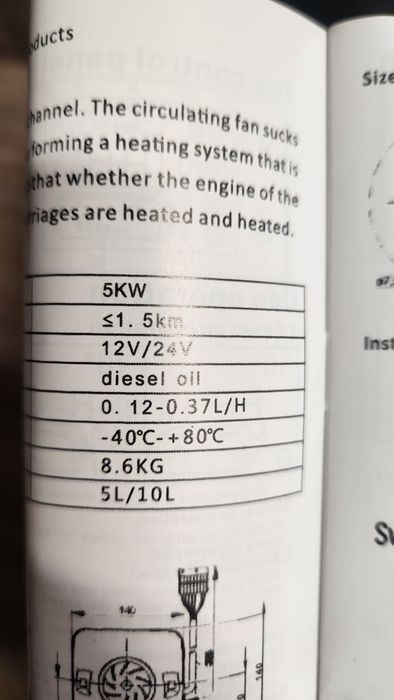 oducts
hannel. The circulating fan sucks
forming a heating system that is
that whether the engine of the
rriages are heated and heated.
5KW
≤1. 5km
12V/24V
diesel oil
0. 12-0.37L/H
-40℃-+80℃
8.6KG
5L/10L
140
140
Size
Inst